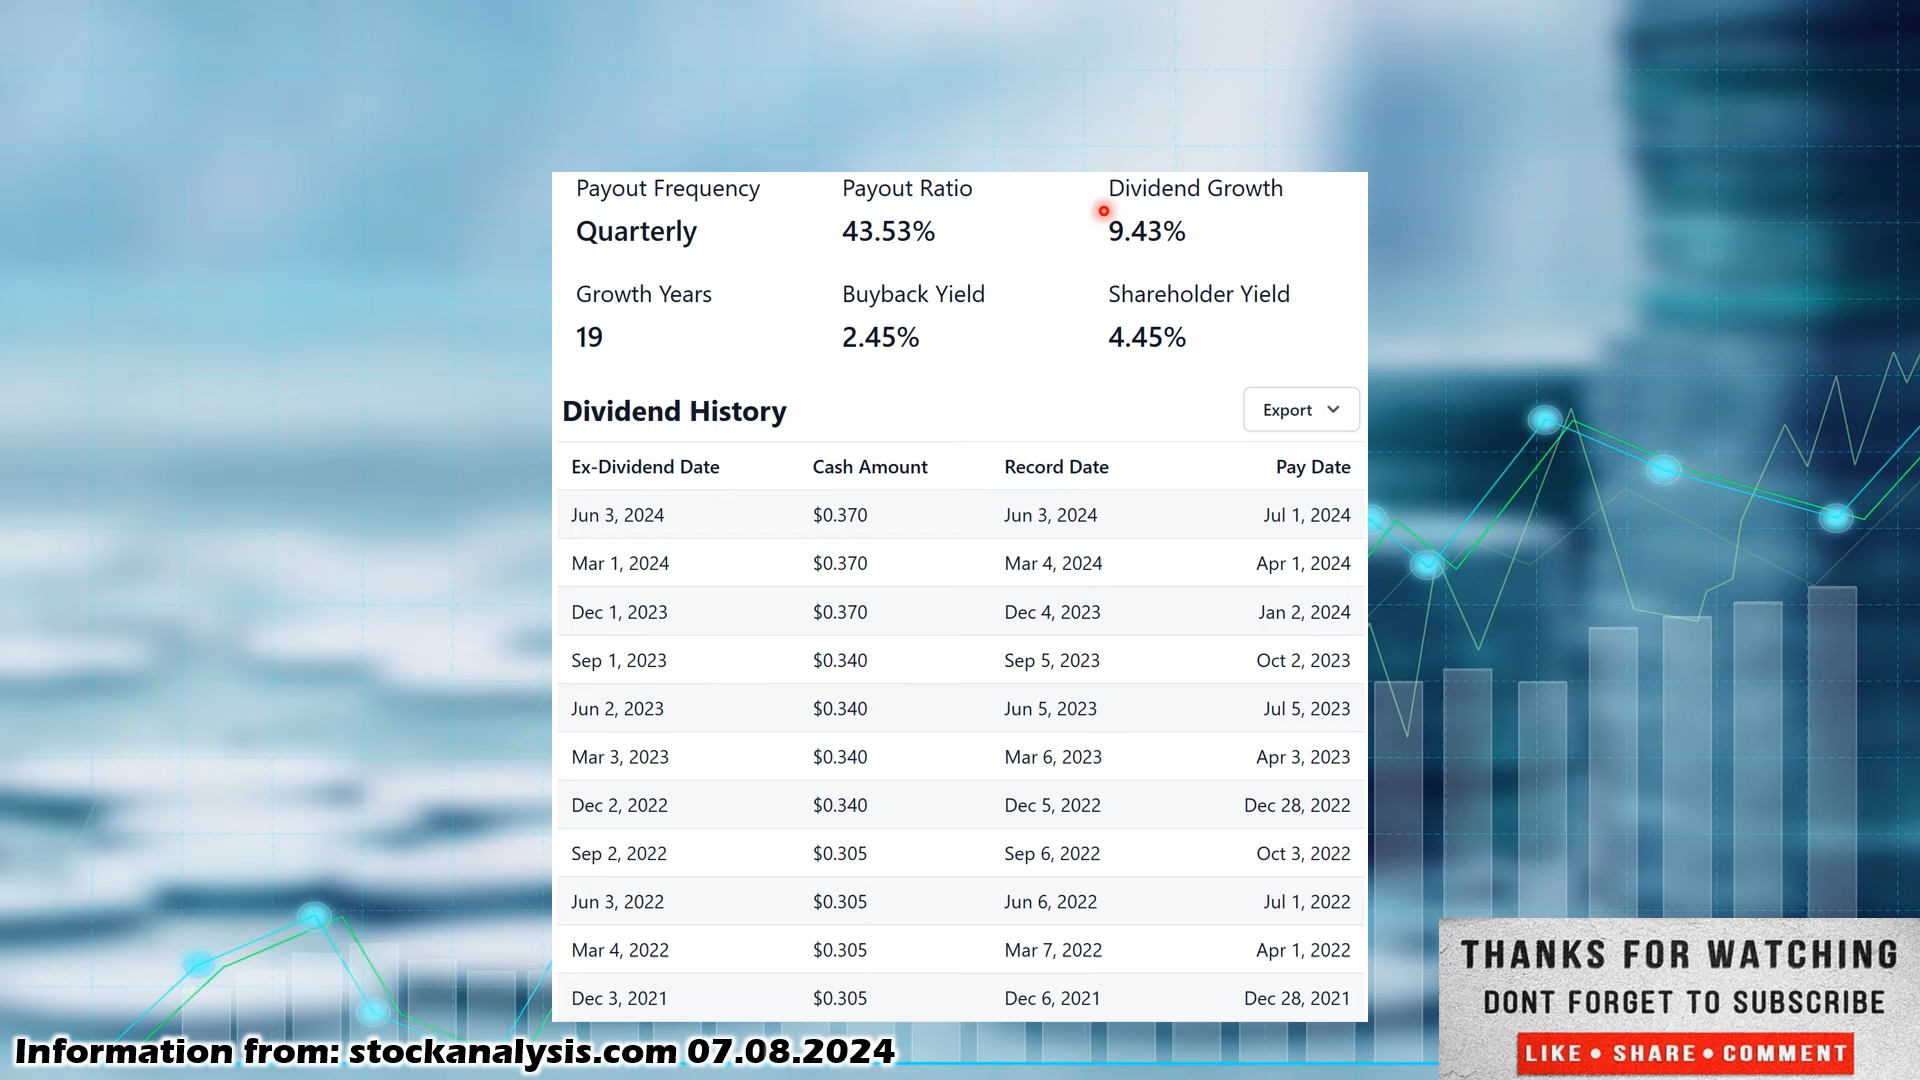 Payout Frequency Payout Ratio Dividend Growth
Quarterly 43.53% 9.43%
Growth Years Buyback Yield Shareholder Yield
19 2.45% 4.45%
Dividend History Export
Ex-Dividend Date Cash Amount Record Date Pay Date
Jun 3, 2024 $0.370 Jun 3, 2024 Jul 1, 2024
Mar 1, 2024 $0.370 Mar 4, 2024 Apr 1, 2024
Dec 1, 2023 $0.370 Dec 4, 2023 Jan 2, 2024
Sep 1, 2023 $0.340 Sep 5, 2023 Oct 2, 2023
Jun 2, 2023 $0.340 Jun 5, 2023 Jul 5, 2023
Mar 3, 2023 $0.340 Mar 6, 2023 Apr 3, 2023
Dec 2, 2022 $0.340 Dec 5, 2022 Dec 28, 2022
Sep 2, 2022 $0.305 Sep 6, 2022 Oct 3, 2022
Jun 3, 2022 $0.305 Jun 6, 2022 Jul 1, 2022
Mar 4, 2022 $0.305 Mar 7, 2022 Apr 1, 2022
Dec 3, 2021 $0.305 Dec 6, 2021 Dec 28, 2021
THANKS FOR WATCHING
DONT FORGET TO SUBSCRIBE
LIKE • SHARE • COMMENT
Information from: stockanalysis.com 07.08.2024